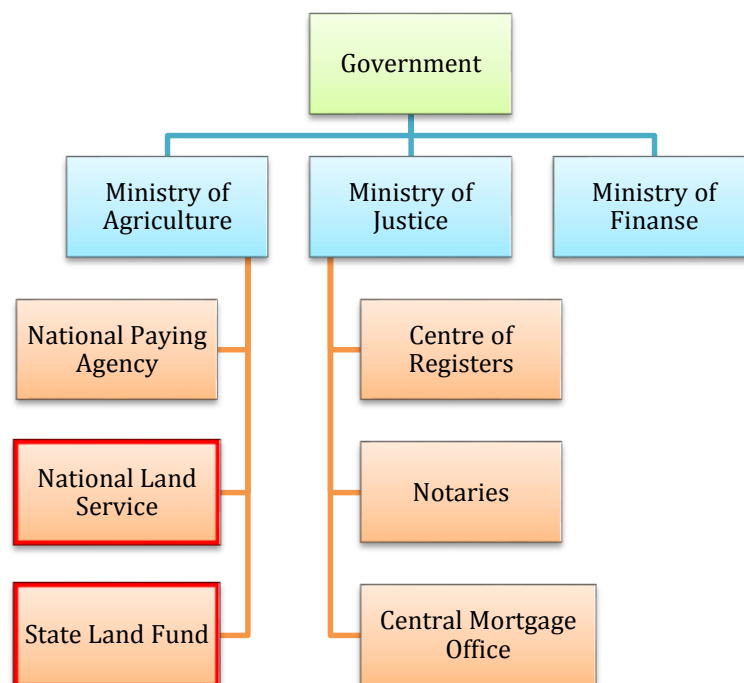 Government
Ministry of
Agriculture
Ministry of
Justice
Ministry of
Finanse
National Paying
Agency
Centre of
Registers
National Land
Service
Notaries
State Land Fund
Central Mortgage
Office